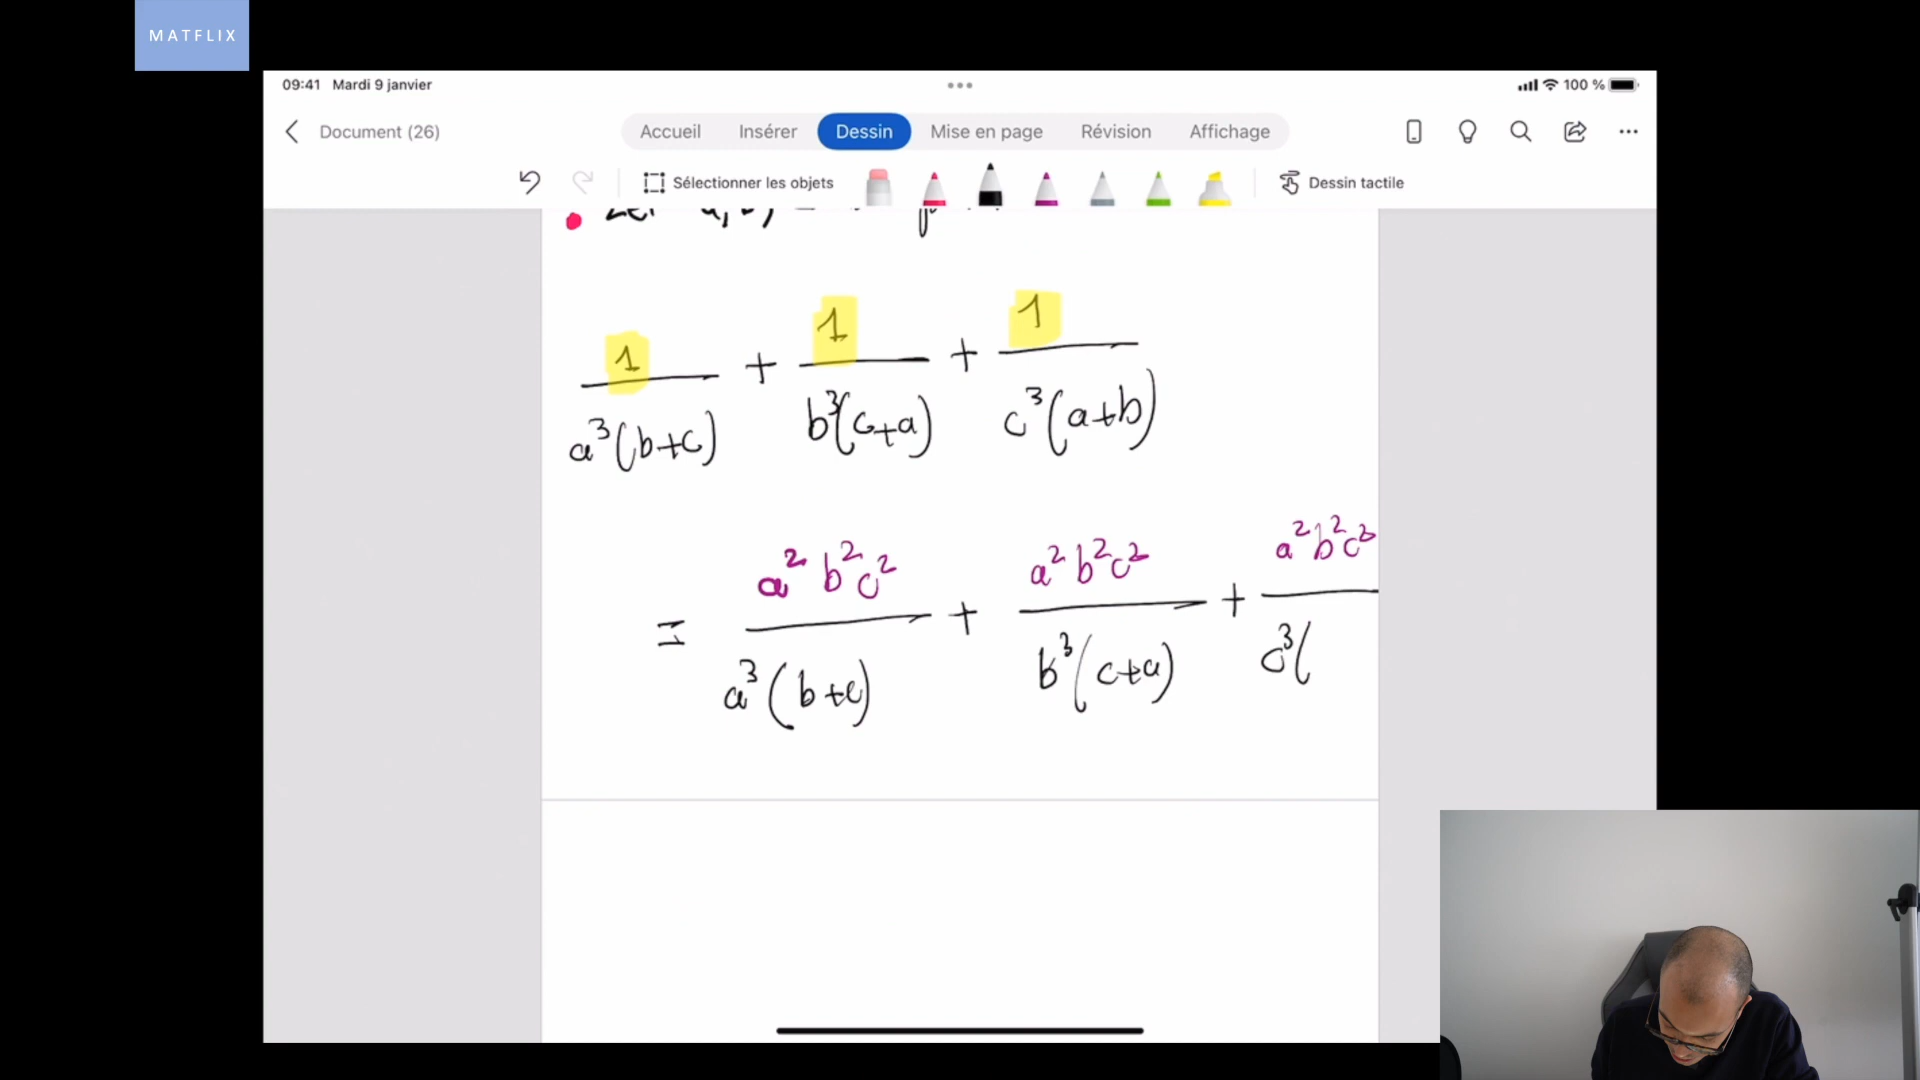 MATFLIX
09:41 Mardi 9 janvier
100 %
Document (26)
Accueil Insérer Dessin Mise en page Révision Affichage
Sélectionner les objets
Dessin tactile
1/(a³(b+c)) + 1/(b³(c+a)) + 1/(c³(a+b))
= a²b²c²/(a³(b+c)) + a²b²c²/(b³(c+a)) + a²b²c²/(c³(